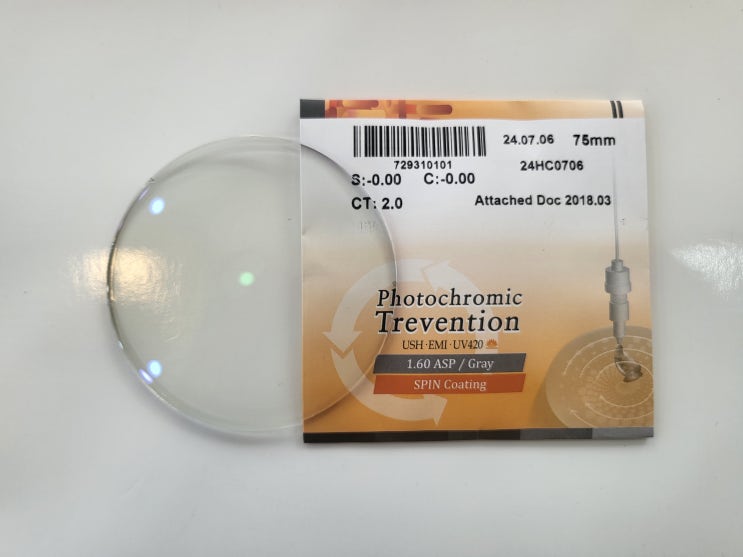 24.07.06 75mm
729310101
24HC0706
S:-0.00 C:-0.00
CT: 2.0
Attached Doc 2018.03
Photochromic
Trevention
USH·EMI·UV420
1.60 ASP / Gray
SPIN Coating